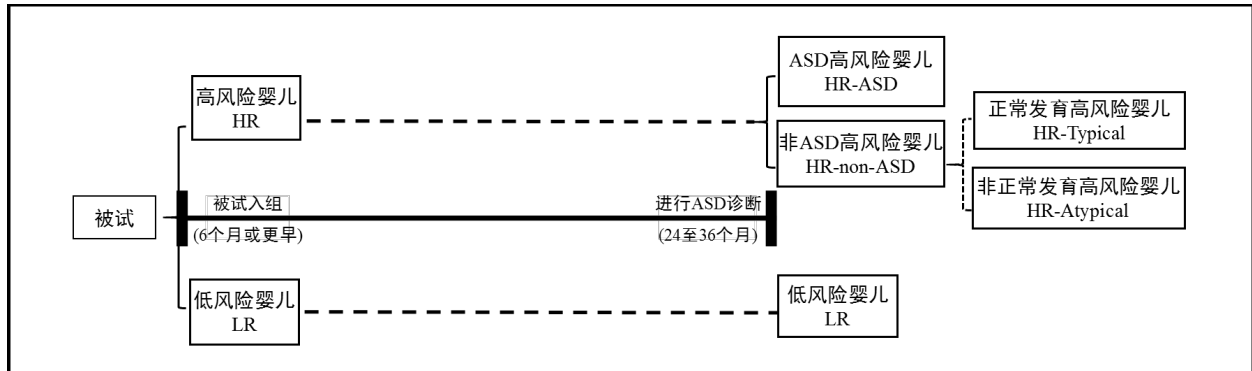 ASD高风险婴儿
HR-ASD
高风险婴儿
HR
正常发育高风险婴儿
HR-Typical
非ASD高风险婴儿
HR-non-ASD
非正常发育高风险婴儿
HR-Atypical
被试
被试入组
(6个月或更早)
进行ASD诊断
(24至36个月)
低风险婴儿
LR
低风险婴儿
LR